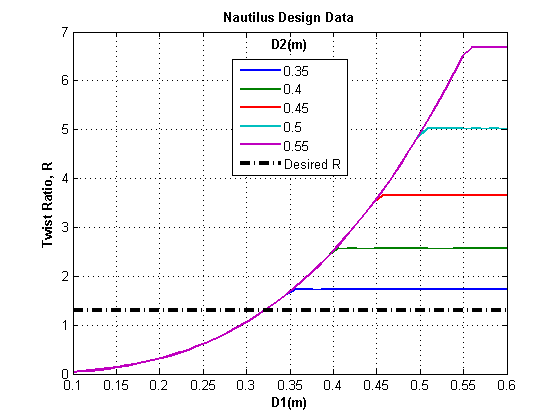 Nautilus Design Data
D2(m)
0.35
0.4
0.45
0.5
0.55
Desired R
Twist Ratio, R
7
6
5
4
3
2
1
0
0.1 0.15 0.2 0.25 0.3 0.35 0.4 0.45 0.5 0.55 0.6
D1(m)